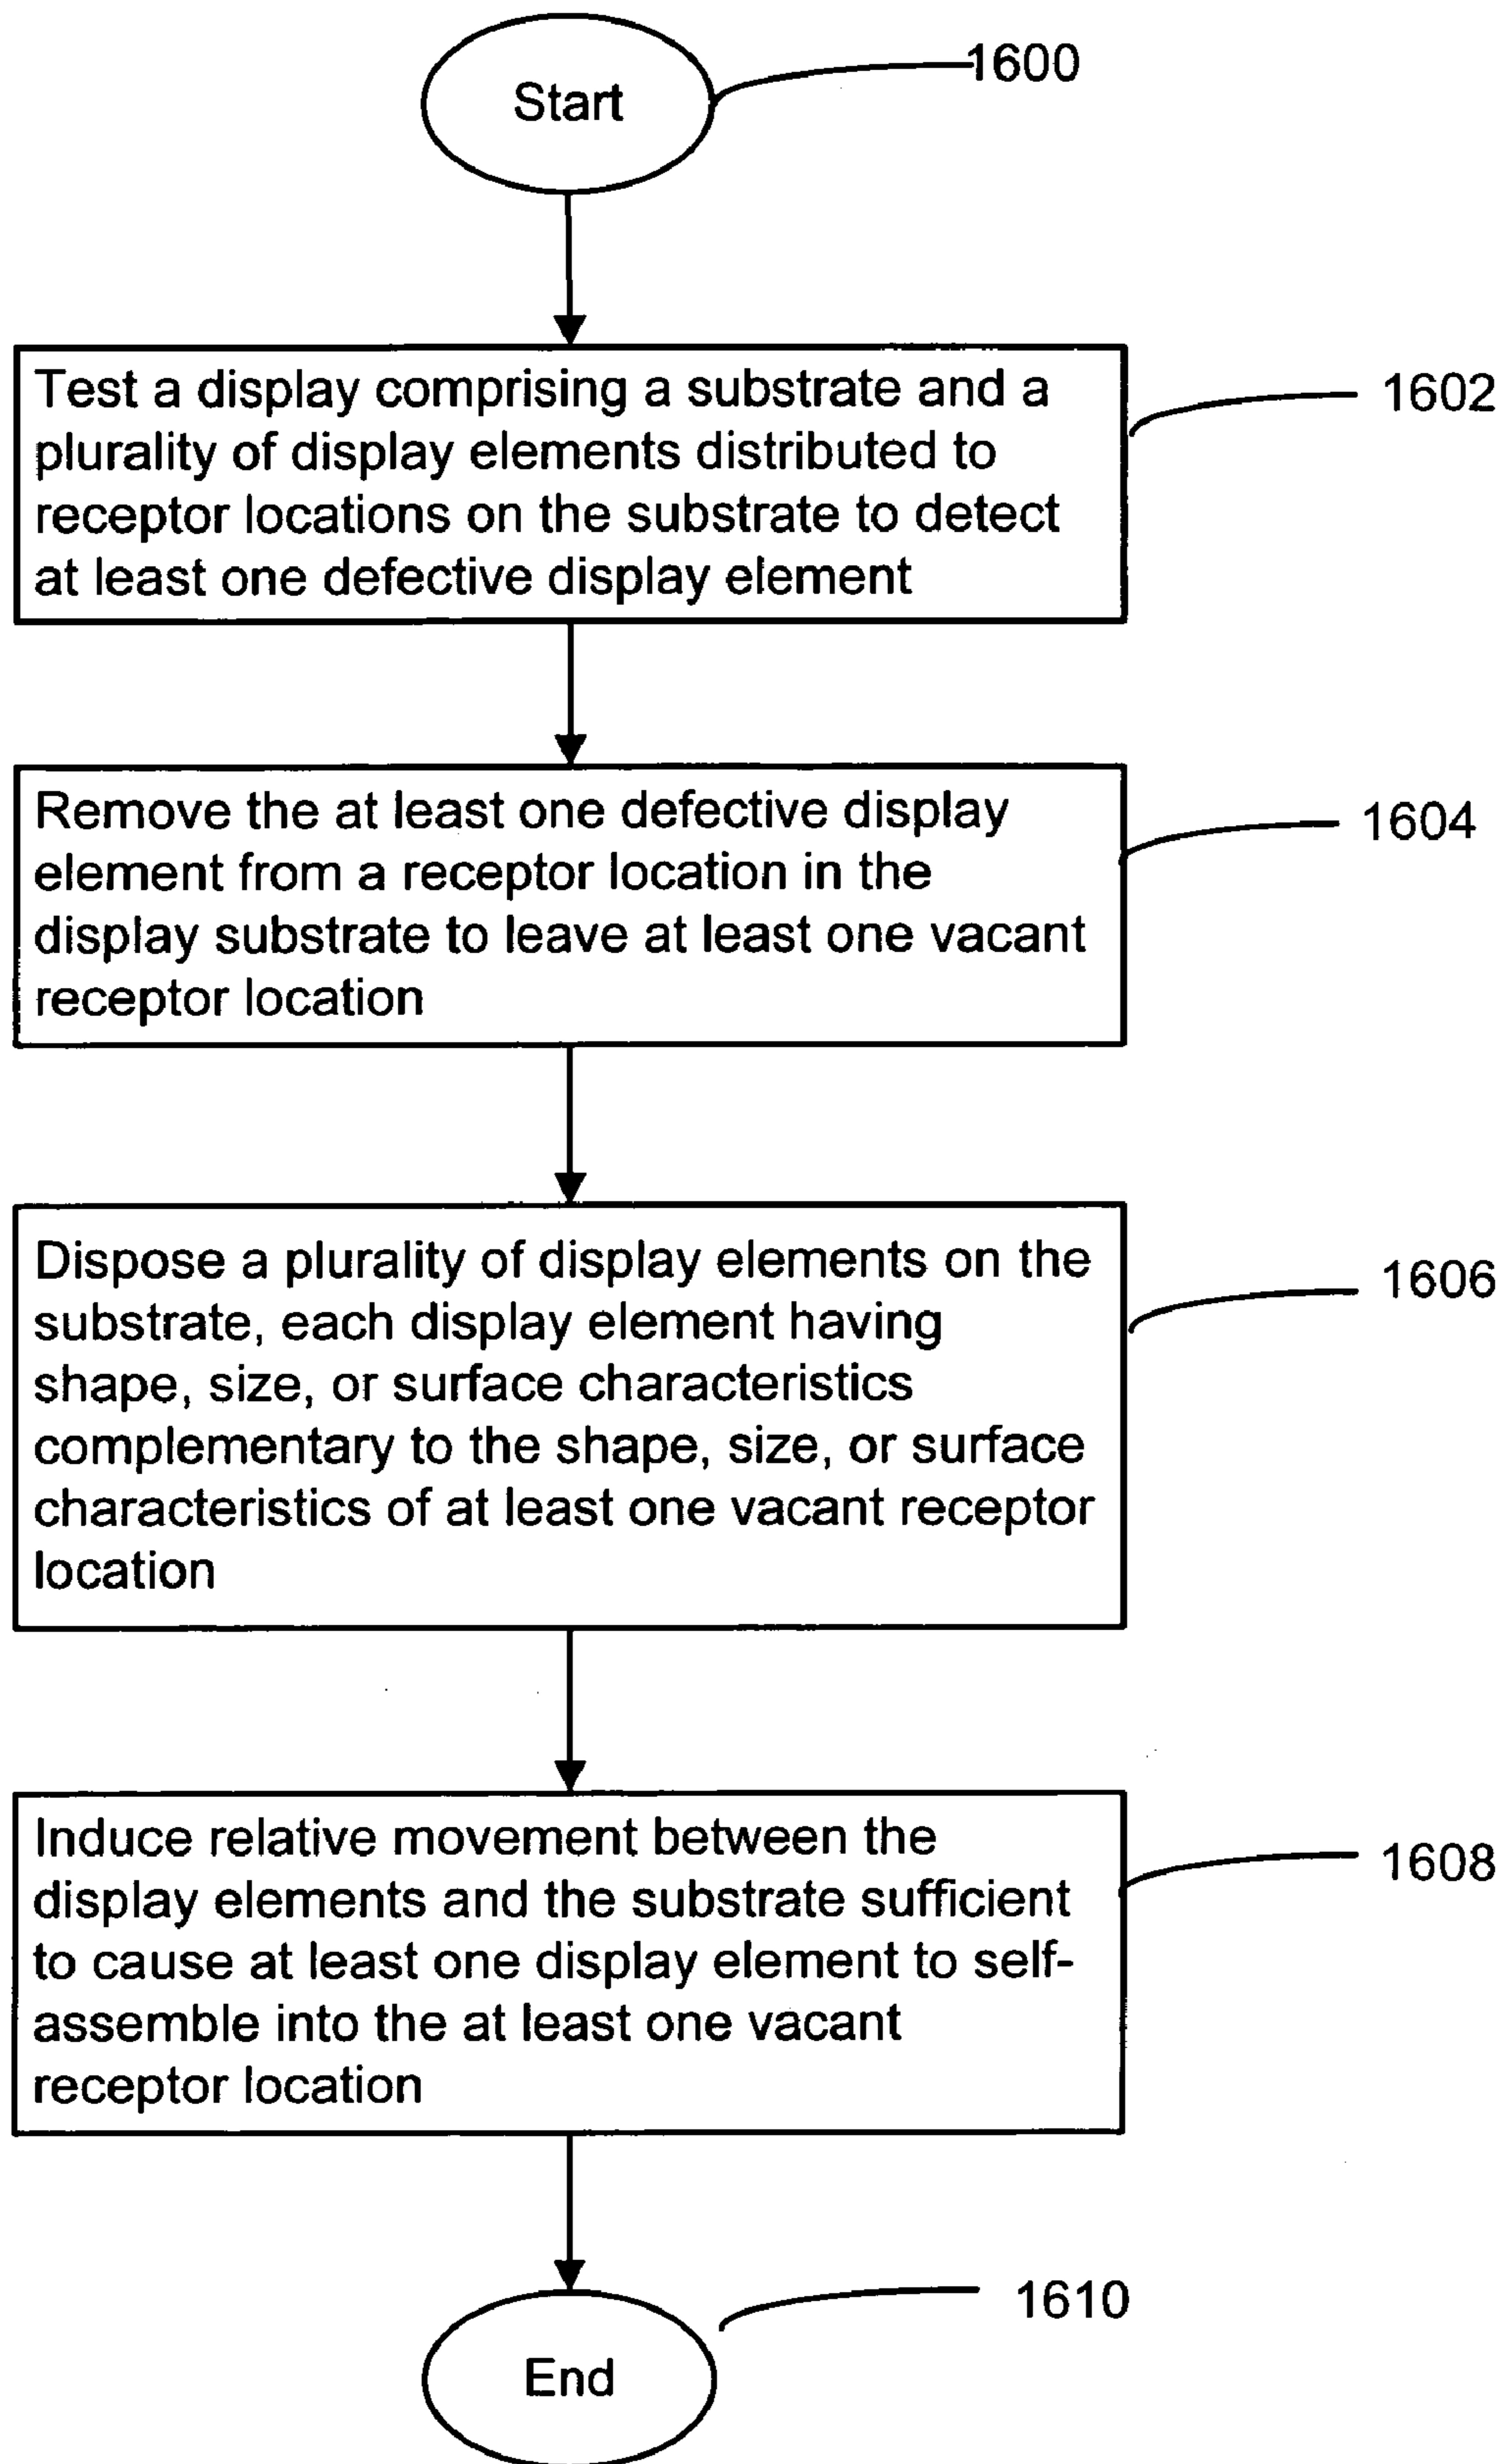 Start
1600
Test a display comprising a substrate and a
plurality of display elements distributed to
receptor locations on the substrate to detect
at least one defective display element
1602
Remove the at least one defective display
element from a receptor location in the
display substrate to leave at least one vacant
receptor location
1604
Dispose a plurality of display elements on the
substrate, each display element having
shape, size, or surface characteristics
complementary to the shape, size, or surface
characteristics of at least one vacant receptor
location
1606
Induce relative movement between the
display elements and the substrate sufficient
to cause at least one display element to self-
assemble into the at least one vacant
receptor location
1608
End
1610